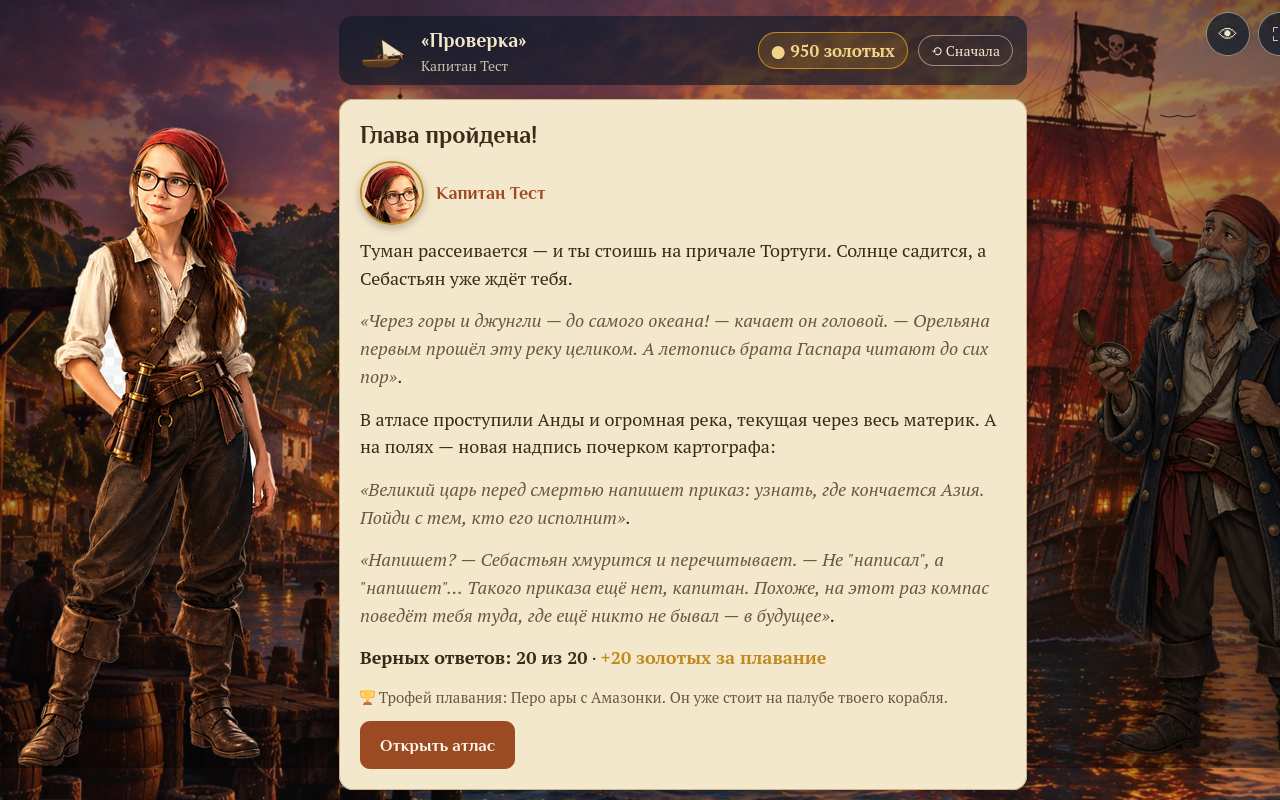 «Проверка»
Капитан Тест
950 золотых
⟲ Сначала
Глава пройдена!
Капитан Тест
Туман рассеивается — и ты стоишь на причале Тортуги. Солнце садится, а
Себастьян уже ждёт тебя.
«Через горы и джунгли — до самого океана! — качает он головой. — Орельяна
первым прошёл эту реку целиком. А летопись брата Гаспара читают до сих
пор».
В атласе проступили Анды и огромная река, текущая через весь материк. А
на полях — новая надпись почерком картографа:
«Великий царь перед смертью напишет приказ: узнать, где кончается Азия.
Пойди с тем, кто его исполнит».
«Напишет? — Себастьян хмурится и перечитывает. — Не "написал", а
"напишет"… Такого приказа ещё нет, капитан. Похоже, на этот раз компас
поведёт тебя туда, где ещё никто не бывал — в будущее».
Верных ответов: 20 из 20 · +20 золотых за плавание
🏆 Трофей плавания: Перо ары с Амазонки. Он уже стоит на палубе твоего корабля.
Открыть атлас